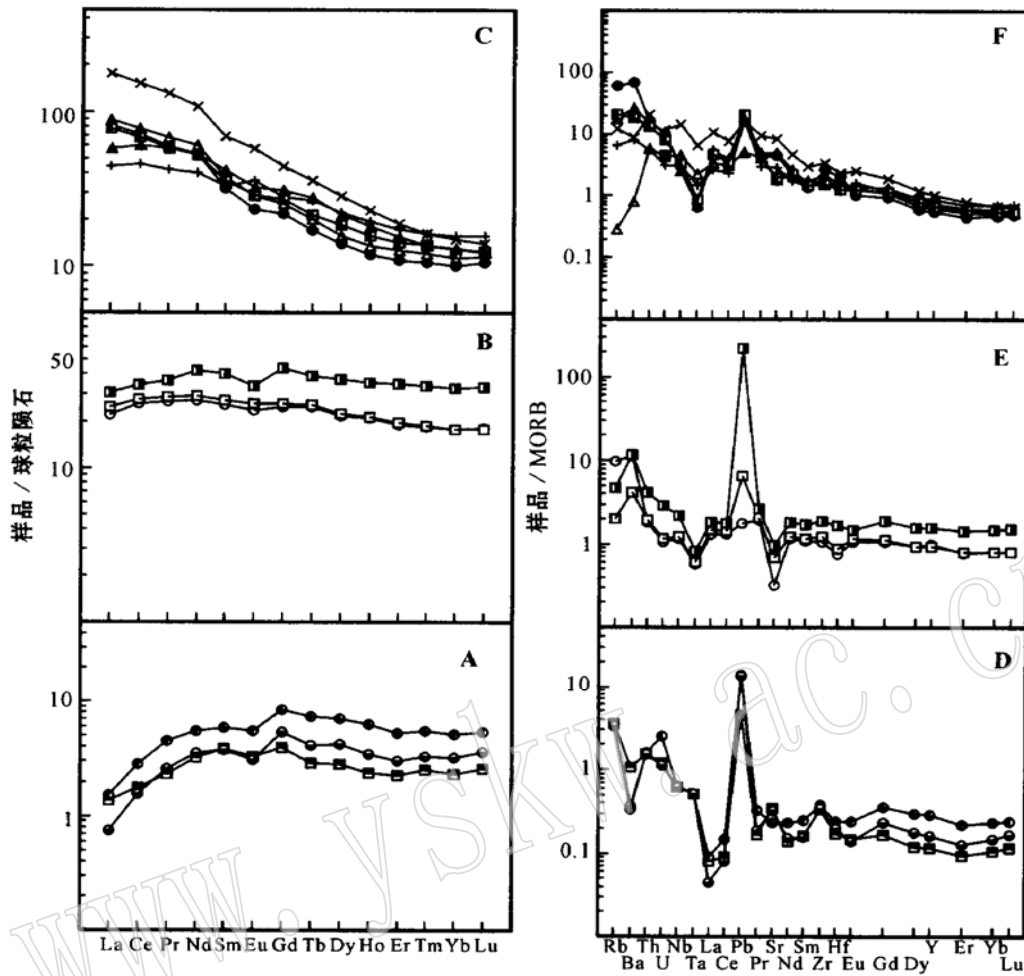 C
100
10
B
50
10
A
10
1
样品 / 球粒陨石
La Ce Pr Nd Sm Eu Gd Tb Dy Ho Er Tm Yb Lu
F
100
10
1
0.1
E
100
10
1
D
10
1
0.1
样品 / MORB
Rb Th Nb La Pb Sr Sm Hf Y Er Yb
Ba U Ta Ce Pr Nd Zr Eu Gd Dy Lu
www.yskw.ac.c